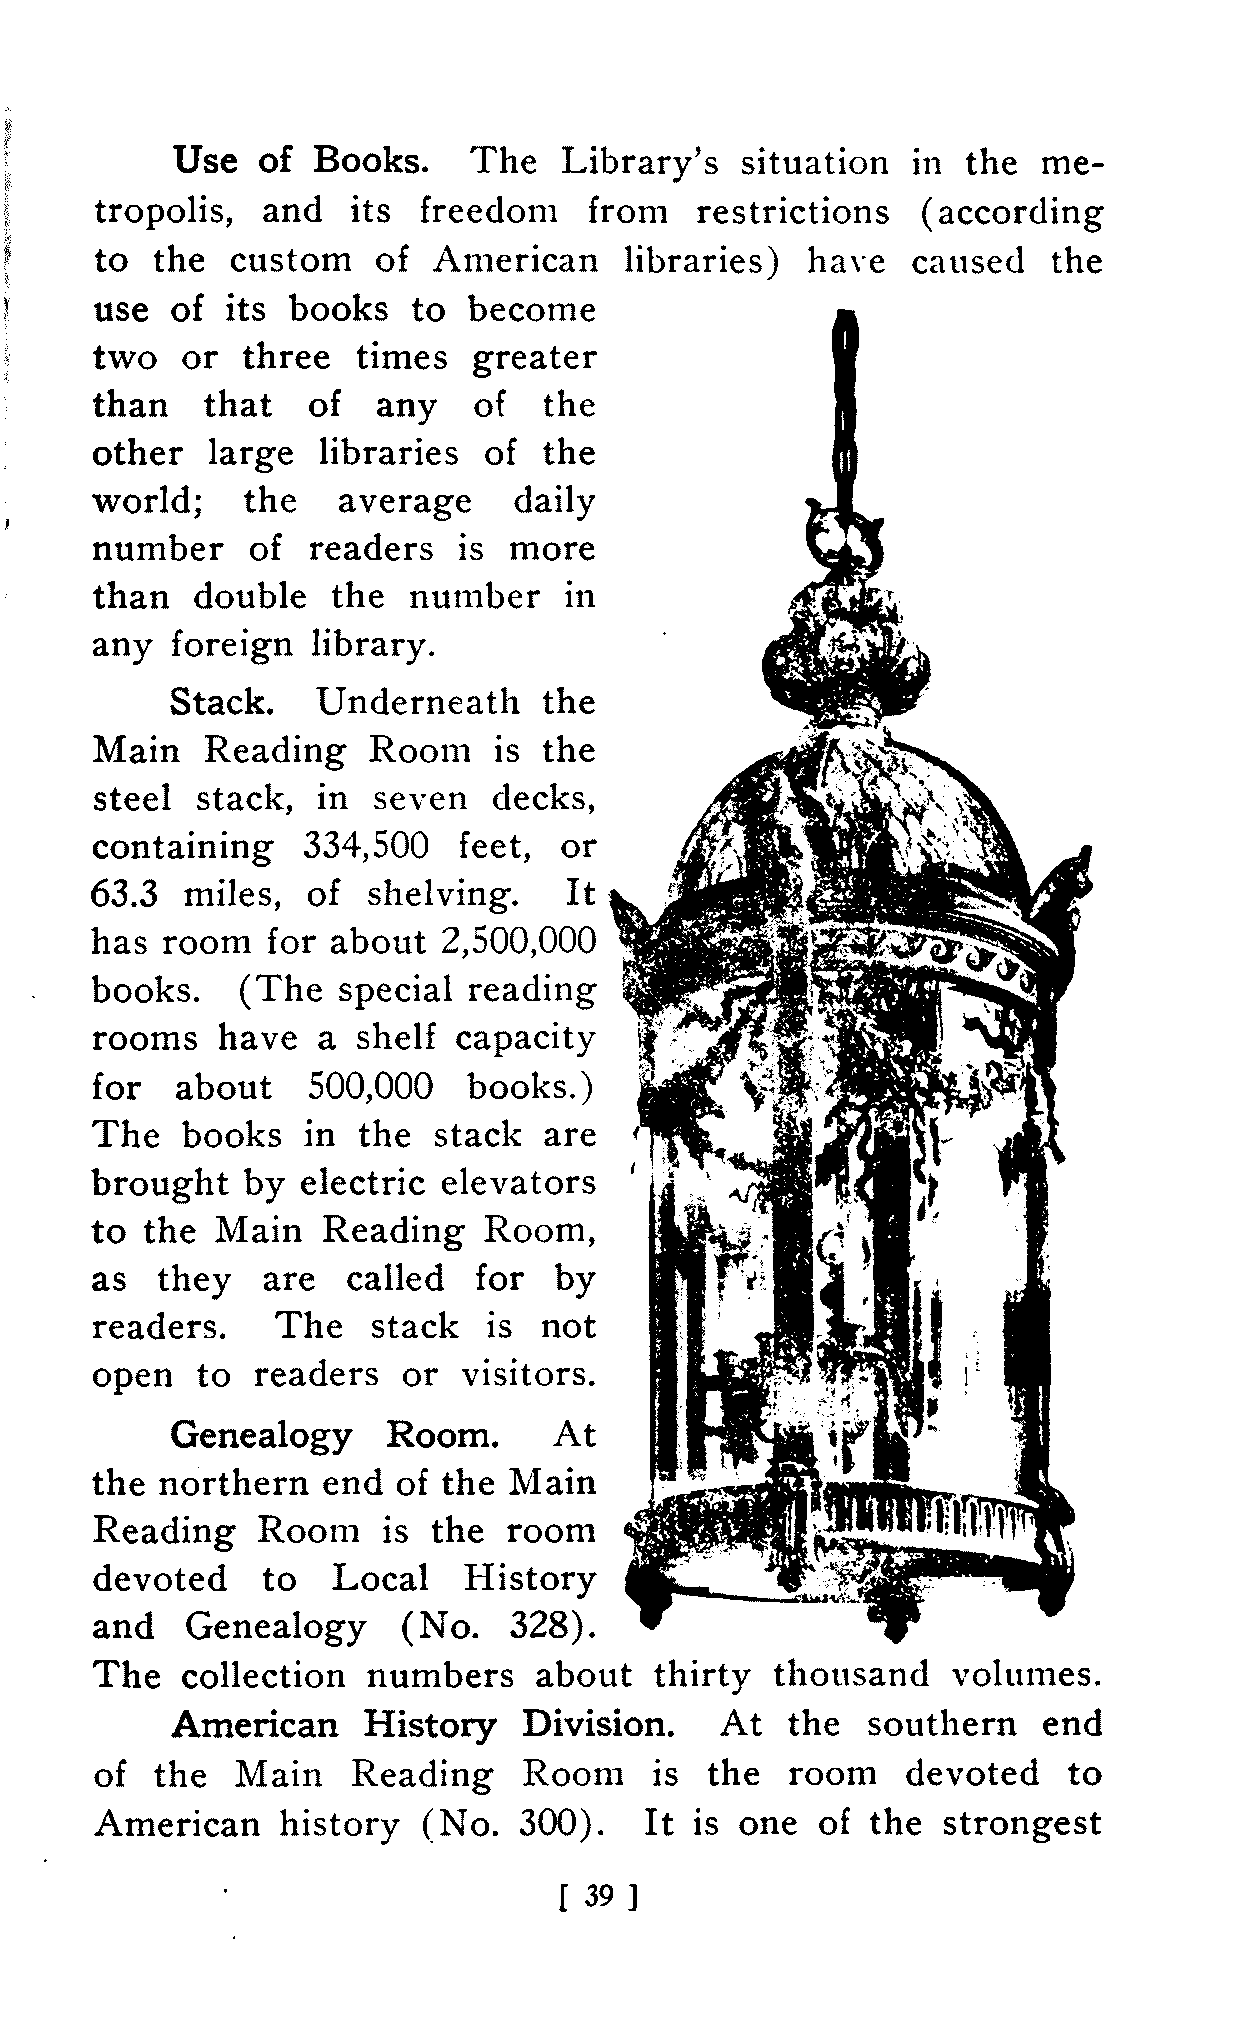 Use of Books. The Library's situation in the me-
tropolis, and its freedom from restrictions (according
to the custom of American libraries) have caused the
use of its books to become
two or three times greater
than that of any of the
other large libraries of the
world; the average daily
number of readers is more
than double the number in
any foreign library.
Stack. Underneath the
Main Reading Room is the
steel stack, in seven decks,
containing 334,500 feet, or
63.3 miles, of shelving. It
has room for about 2,500,000
books. (The special reading
rooms have a shelf capacity
for about 500,000 books.)
The books in the stack are
brought by electric elevators
to the Main Reading Room,
as they are called for by
readers. The stack is not
open to readers or visitors.
Genealogy Room. At
the northern end of the Main
Reading Room is the room
devoted to Local History
and Genealogy (No. 328).
The collection numbers about thirty thousand volumes.
American History Division. At the southern end
of the Main Reading Room is the room devoted to
American history (No. 300). It is one of the strongest
[ 39 ]